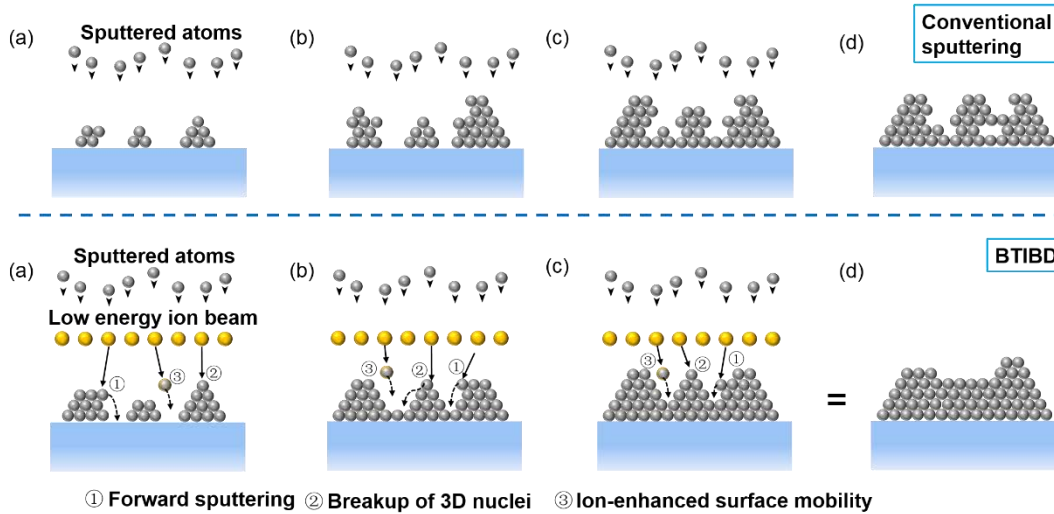 (a)
Sputtered atoms
(b)
(c)
(d)
Conventional
sputtering
(a)
Sputtered atoms
Low energy ion beam
①
③
②
(b)
③
②
①
(c)
③
②
①
=
(d)
BTIBD
① Forward sputtering ② Breakup of 3D nuclei ③ Ion-enhanced surface mobility